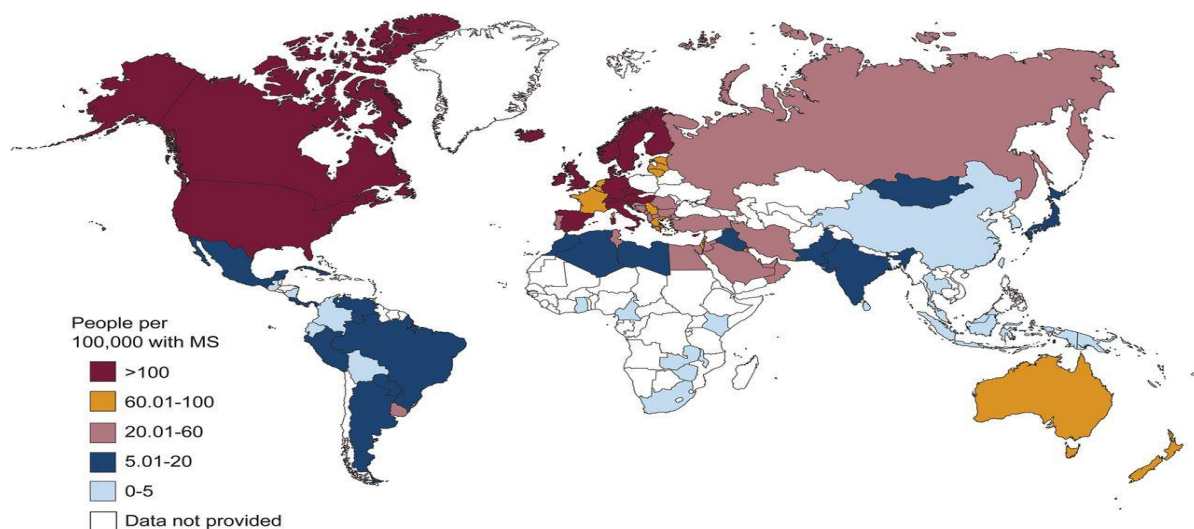 People per
100,000 with MS
>100
60.01-100
20.01-60
5.01-20
0-5
Data not provided